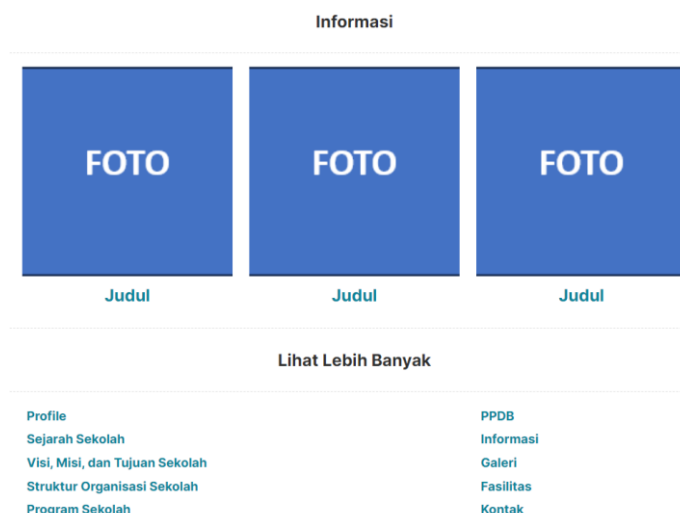 Informasi
FOTO FOTO FOTO
Judul Judul Judul
Lihat Lebih Banyak
Profile
Sejarah Sekolah
Visi, Misi, dan Tujuan Sekolah
Struktur Organisasi Sekolah
Program Sekolah
PPDB
Informasi
Galeri
Fasilitas
Kontak